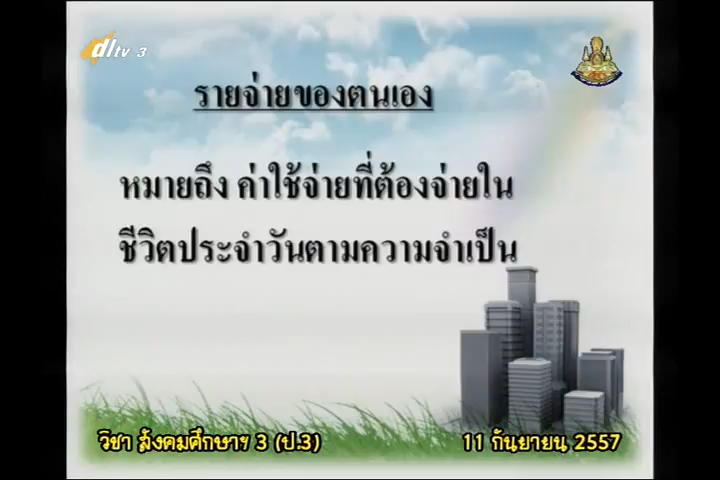 dltv 3
รายจ่ายของตนเอง
หมายถึง ค่าใช้จ่ายที่ต้องจ่ายใน
ชีวิตประจำวันตามความจำเป็น
วิชา สังคมศึกษาฯ 3 (ป.3)
11 กันยายน 2557